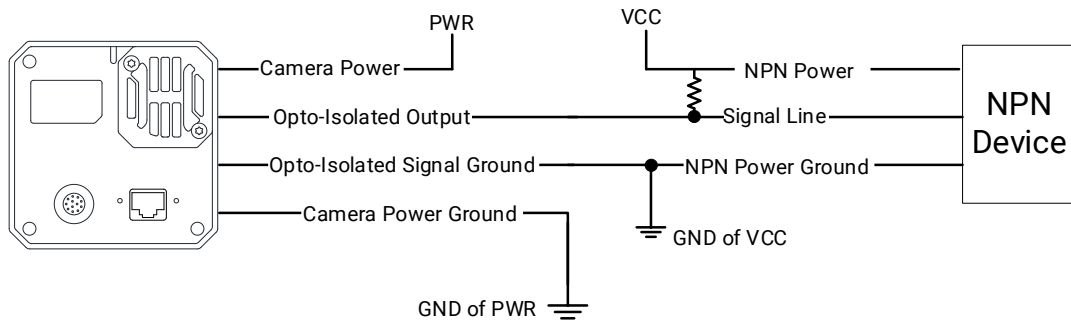 PWR
VCC
Camera Power
NPN Power
Opto-Isolated Output
Signal Line
NPN
Device
Opto-Isolated Signal Ground
NPN Power Ground
Camera Power Ground
GND of VCC
GND of PWR